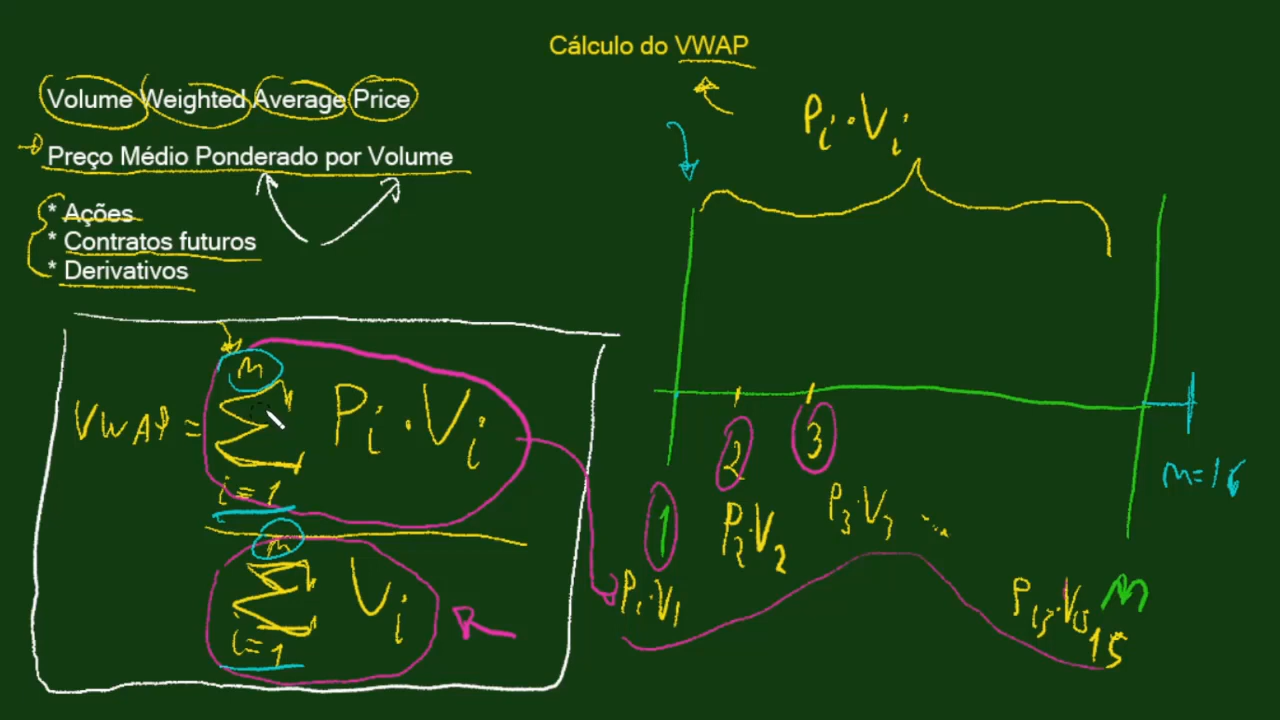 Cálculo do VWAP
Volume Weighted Average Price
Preço Médio Ponderado por Volume
* Ações
* Contratos futuros
* Derivativos
Pi · Vi
n
VWAP = Σ Pi · Vi
i=1
n
Σ Vi
i=1
1 2 3
n=16
P1·V1 P2·V2 P3·V3 ...
P15·V15 n
15